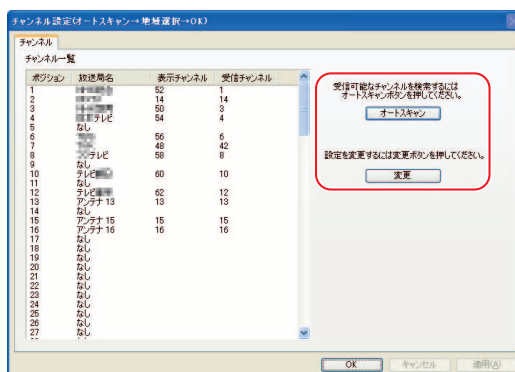 チャンネル設定(オートスキャン→地域選択→OK)
チャンネル
チャンネル一覧
ポジション 放送局名 表示チャンネル 受信チャンネル
1 52 1
2 14 14
3 50 3
4 テレビ 54 4
5 なし
6 56 6
7 48 42
8 テレビ 58 8
9 なし
10 テレビ 60 10
11 なし
12 テレビ 62 12
13 アンテナ 13 13 13
14 なし
15 アンテナ 15 15 15
16 アンテナ 16 16 16
17 なし
18 なし
19 なし
20 なし
21 なし
22 なし
23 なし
24 なし
25 なし
26 なし
27 なし
受信可能なチャンネルを検索するには
オートスキャンボタンを押してください。
オートスキャン
設定を変更するには変更ボタンを押してください。
変更
OK キャンセル 適用(A)